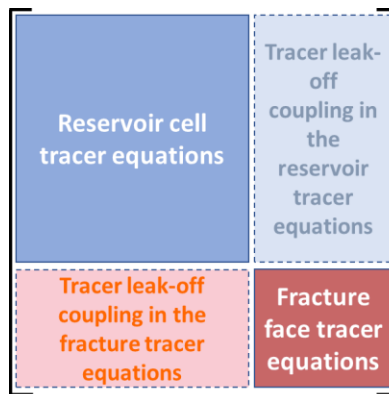 Reservoir cell
tracer equations
Tracer leak-
off
coupling in
the
reservoir
tracer
equations
Tracer leak-off
coupling in the
fracture tracer
equations
Fracture
face tracer
equations